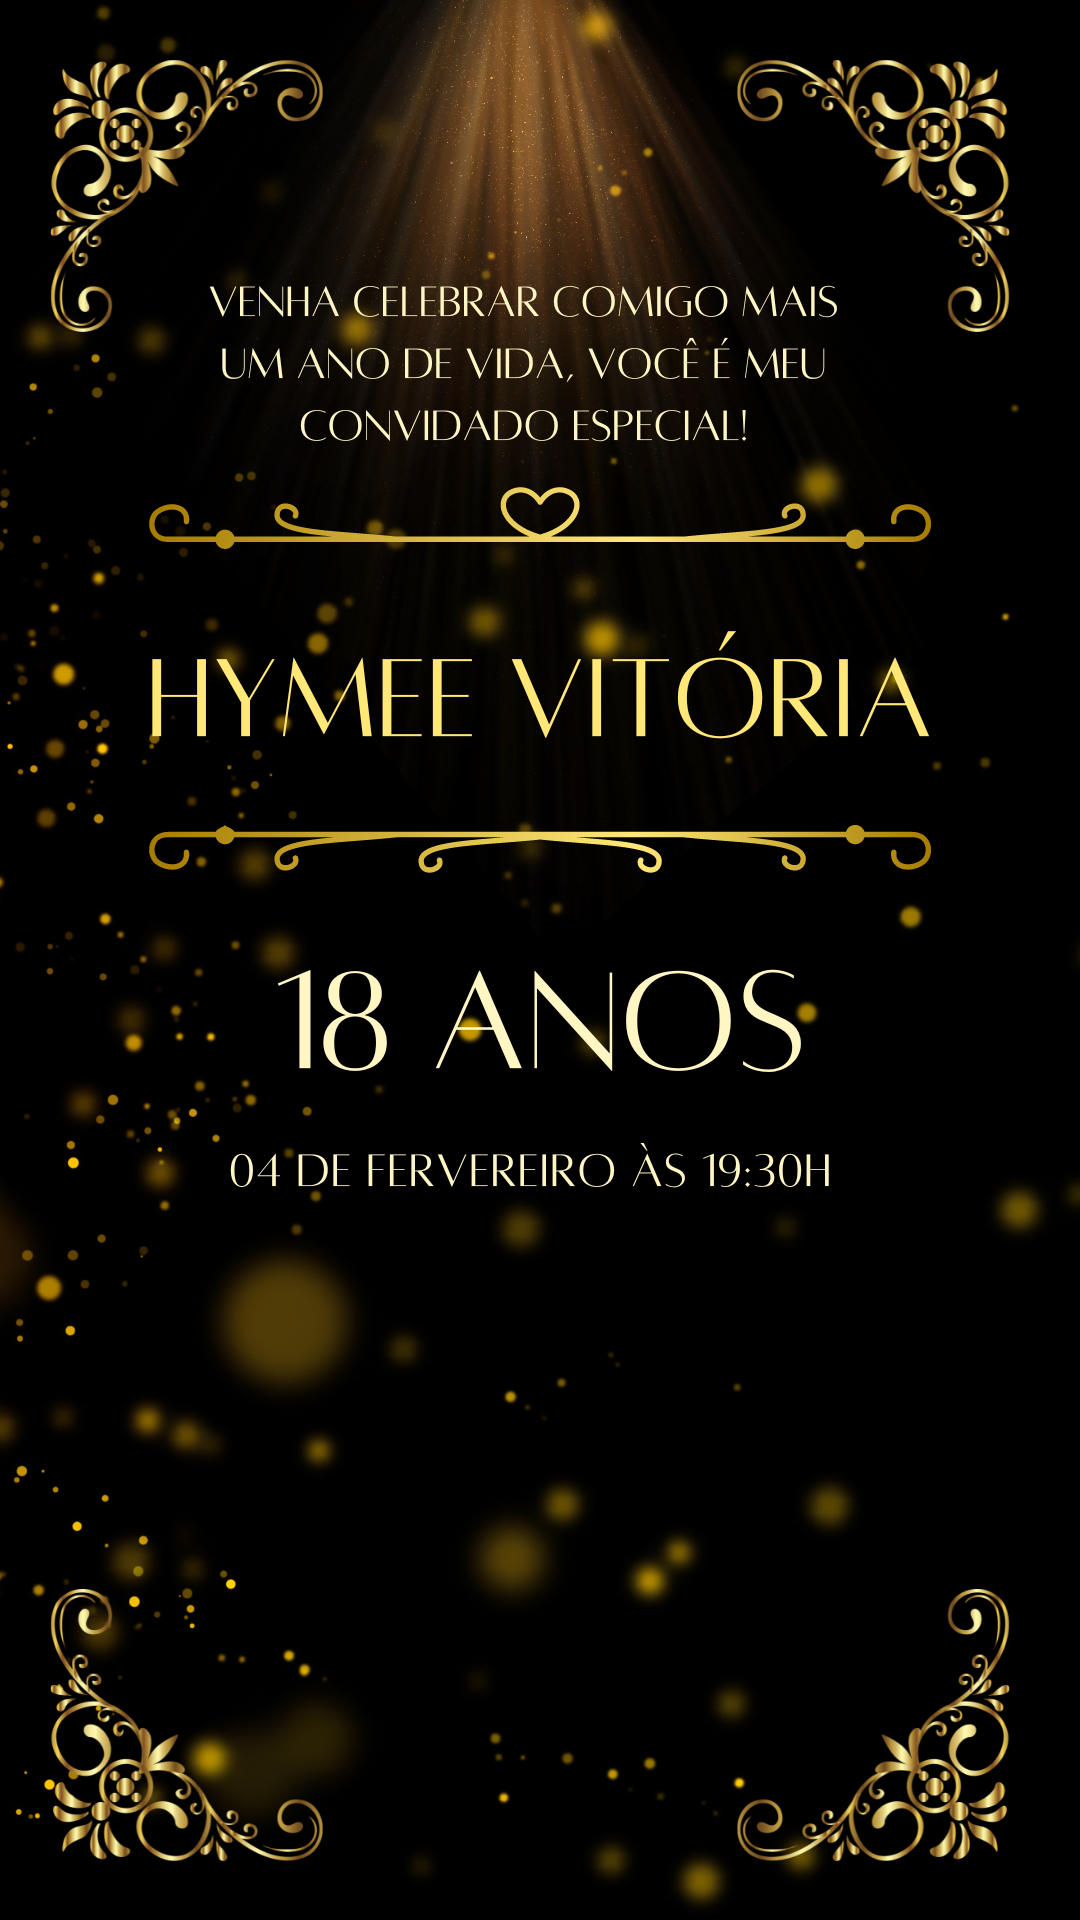 VENHA CELEBRAR COMIGO MAIS
UM ANO DE VIDA, VOCÊ É MEU
CONVIDADO ESPECIAL!
HYMEE VITÓRIA
18 ANOS
04 DE FERVEREIRO ÀS 19:30H